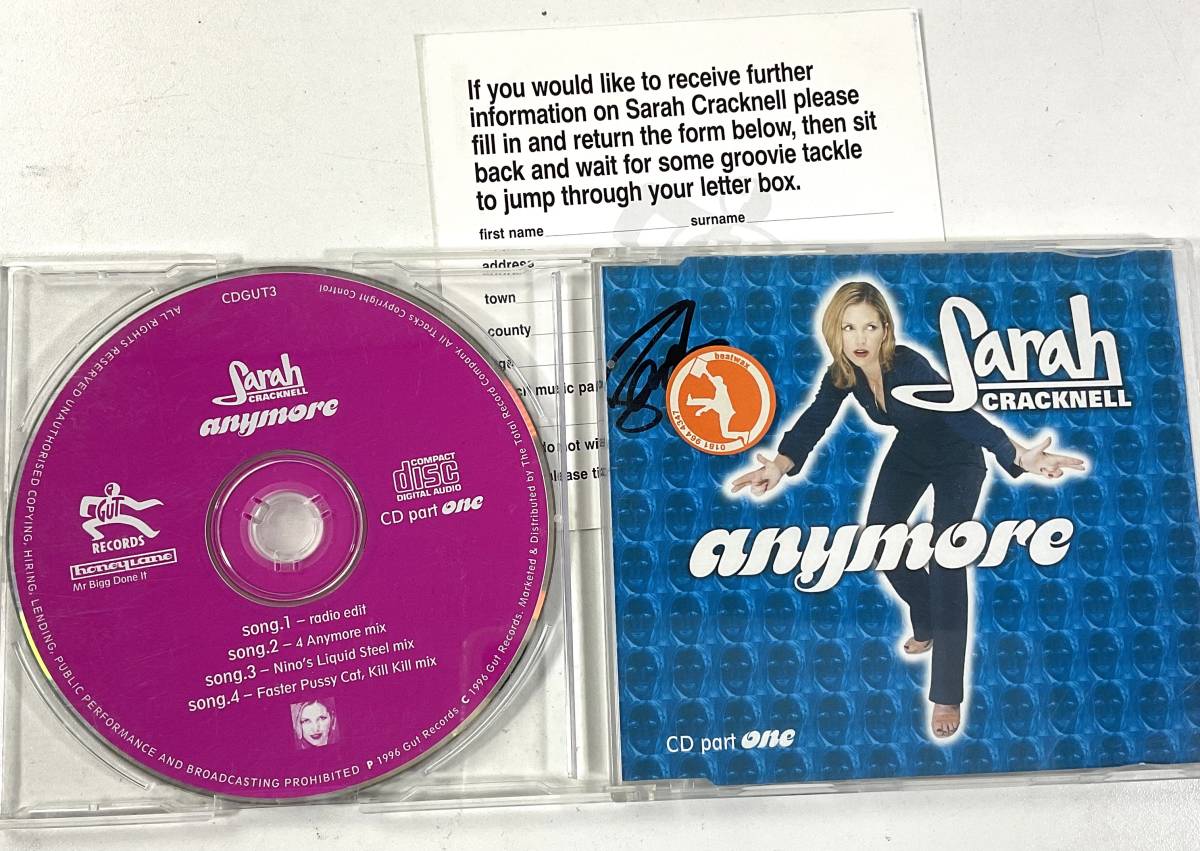 If you would like to receive further
information on Sarah Cracknell please
fill in and return the form below, then sit
back and wait for some groovie tackle
to jump through your letter box.
first name surname
address
town
county
music
CDGUT3
ALL RIGHTS RESERVED UNAUTHORISED COPYING, HIRING, LENDING, PUBLIC PERFORMANCE AND BROADCASTING PROHIBITED P 1996 Gut Records C 1996 Gut Records. Marketed & Distributed by The Total Record Company. All Tracks Copyright Control
Sarah
CRACKNELL
anymore
COMPACT
disc
DIGITAL AUDIO
CD part one
GUT
RECORDS
honeylane
Mr Bigg Done It
song.1 – radio edit
song.2 – 4 Anymore mix
song.3 – Nino's Liquid Steel mix
song.4 – Faster Pussy Cat, Kill Kill mix
beatwax
0181 994 4347
Sarah
CRACKNELL
anymore
CD part one